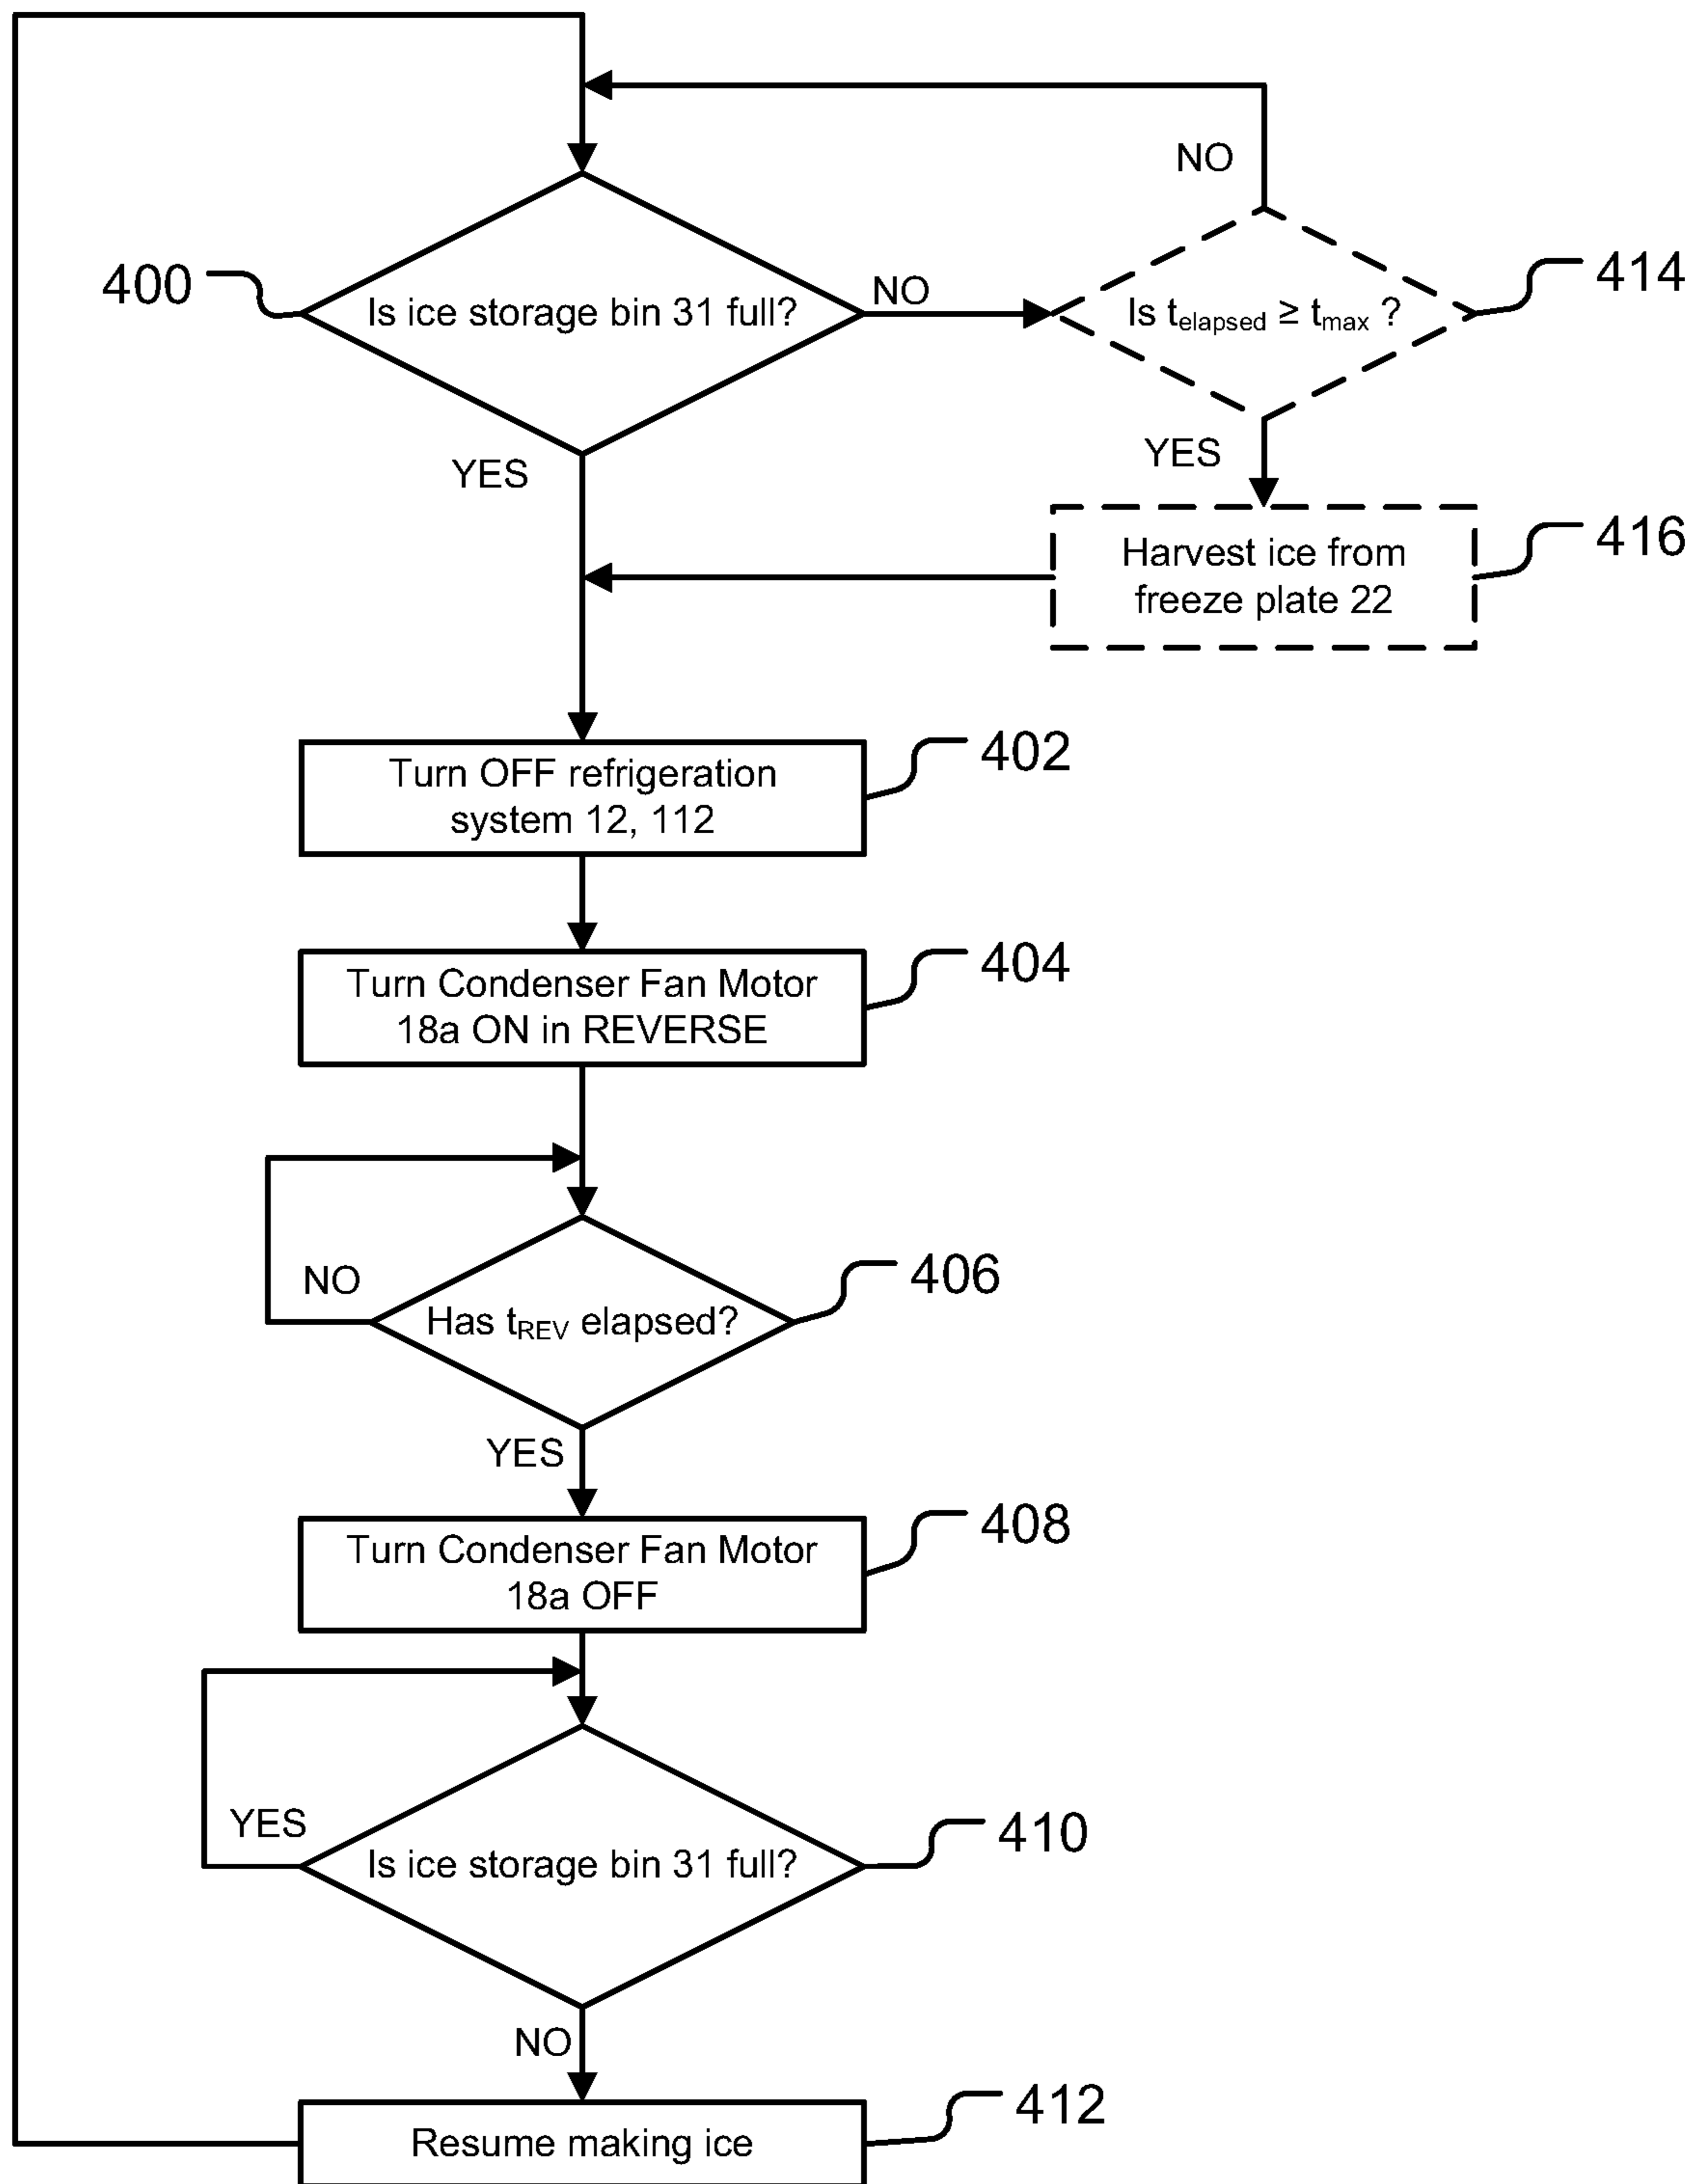 NO
400
Is ice storage bin 31 full?
NO
Is t_elapsed ≥ t_max ?
414
YES
YES
Harvest ice from
freeze plate 22
416
Turn OFF refrigeration
system 12, 112
402
Turn Condenser Fan Motor
18a ON in REVERSE
404
NO
Has t_REV elapsed?
406
YES
Turn Condenser Fan Motor
18a OFF
408
YES
Is ice storage bin 31 full?
410
NO
Resume making ice
412